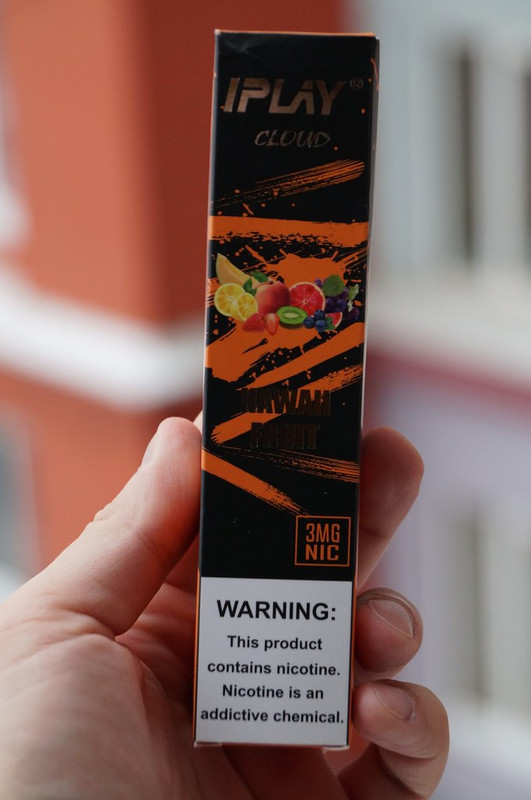 IPLAY
CLOUD
HAWAII
FRUIT
3MG
NIC
WARNING:
This product
contains nicotine.
Nicotine is an
addictive chemical.